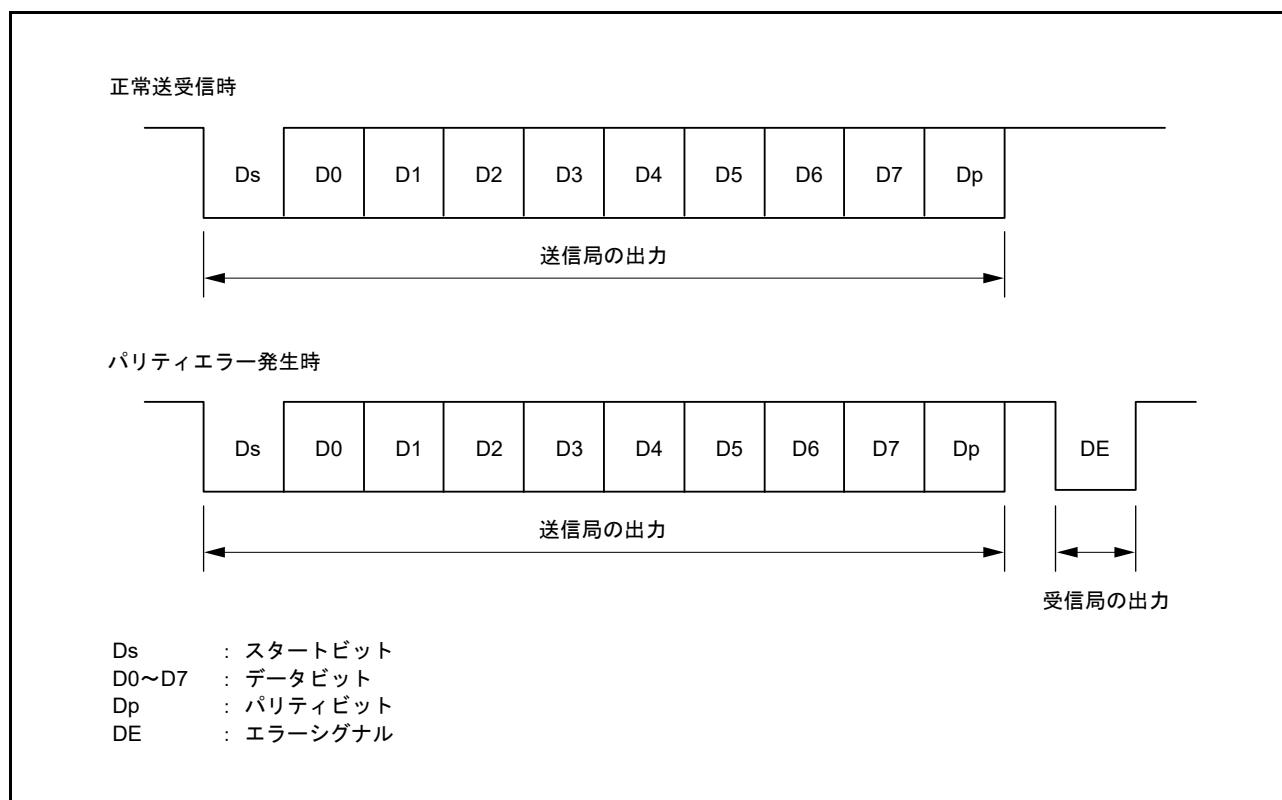 正常送受信時
Ds D0 D1 D2 D3 D4 D5 D6 D7 Dp
送信局の出力
パリティエラー発生時
Ds D0 D1 D2 D3 D4 D5 D6 D7 Dp DE
送信局の出力
受信局の出力
Ds : スタートビット
D0～D7 : データビット
Dp : パリティビット
DE : エラーシグナル